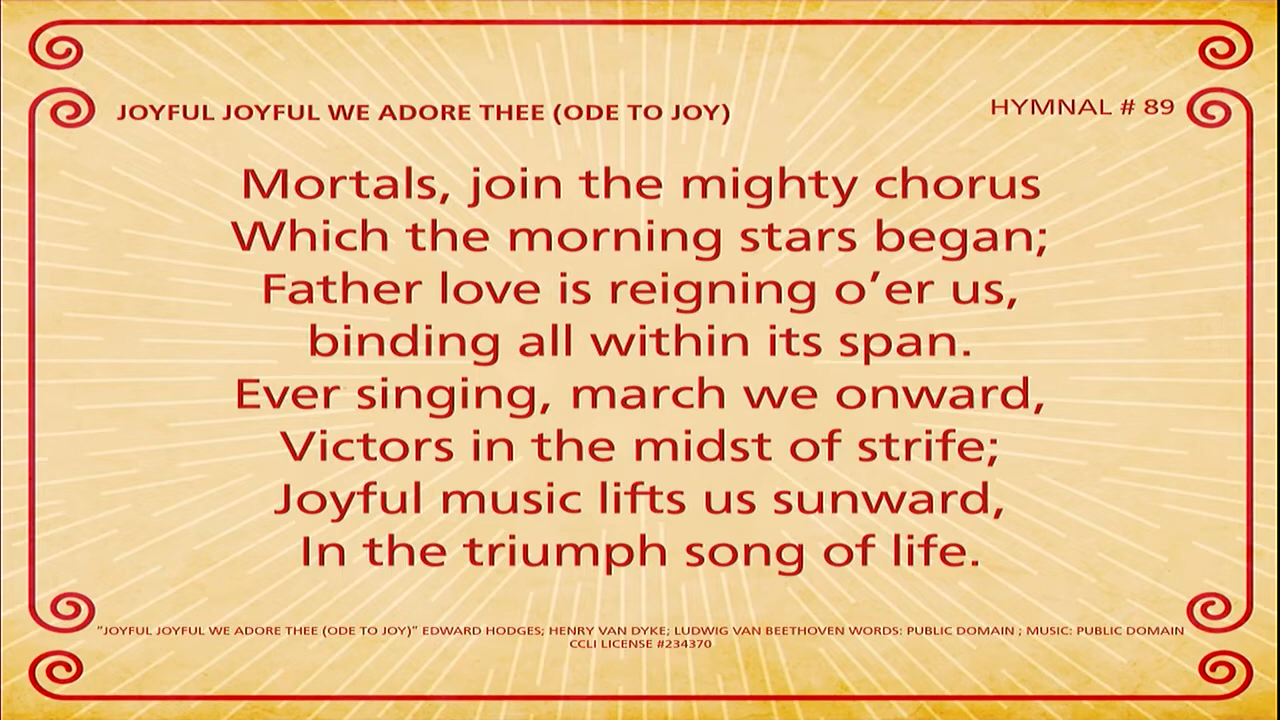 JOYFUL JOYFUL WE ADORE THEE (ODE TO JOY)
HYMNAL # 89
Mortals, join the mighty chorus
Which the morning stars began;
Father love is reigning o’er us,
binding all within its span.
Ever singing, march we onward,
Victors in the midst of strife;
Joyful music lifts us sunward,
In the triumph song of life.
"JOYFUL JOYFUL WE ADORE THEE (ODE TO JOY)" EDWARD HODGES; HENRY VAN DYKE; LUDWIG VAN BEETHOVEN WORDS: PUBLIC DOMAIN ; MUSIC: PUBLIC DOMAIN
CCLI LICENSE #234370